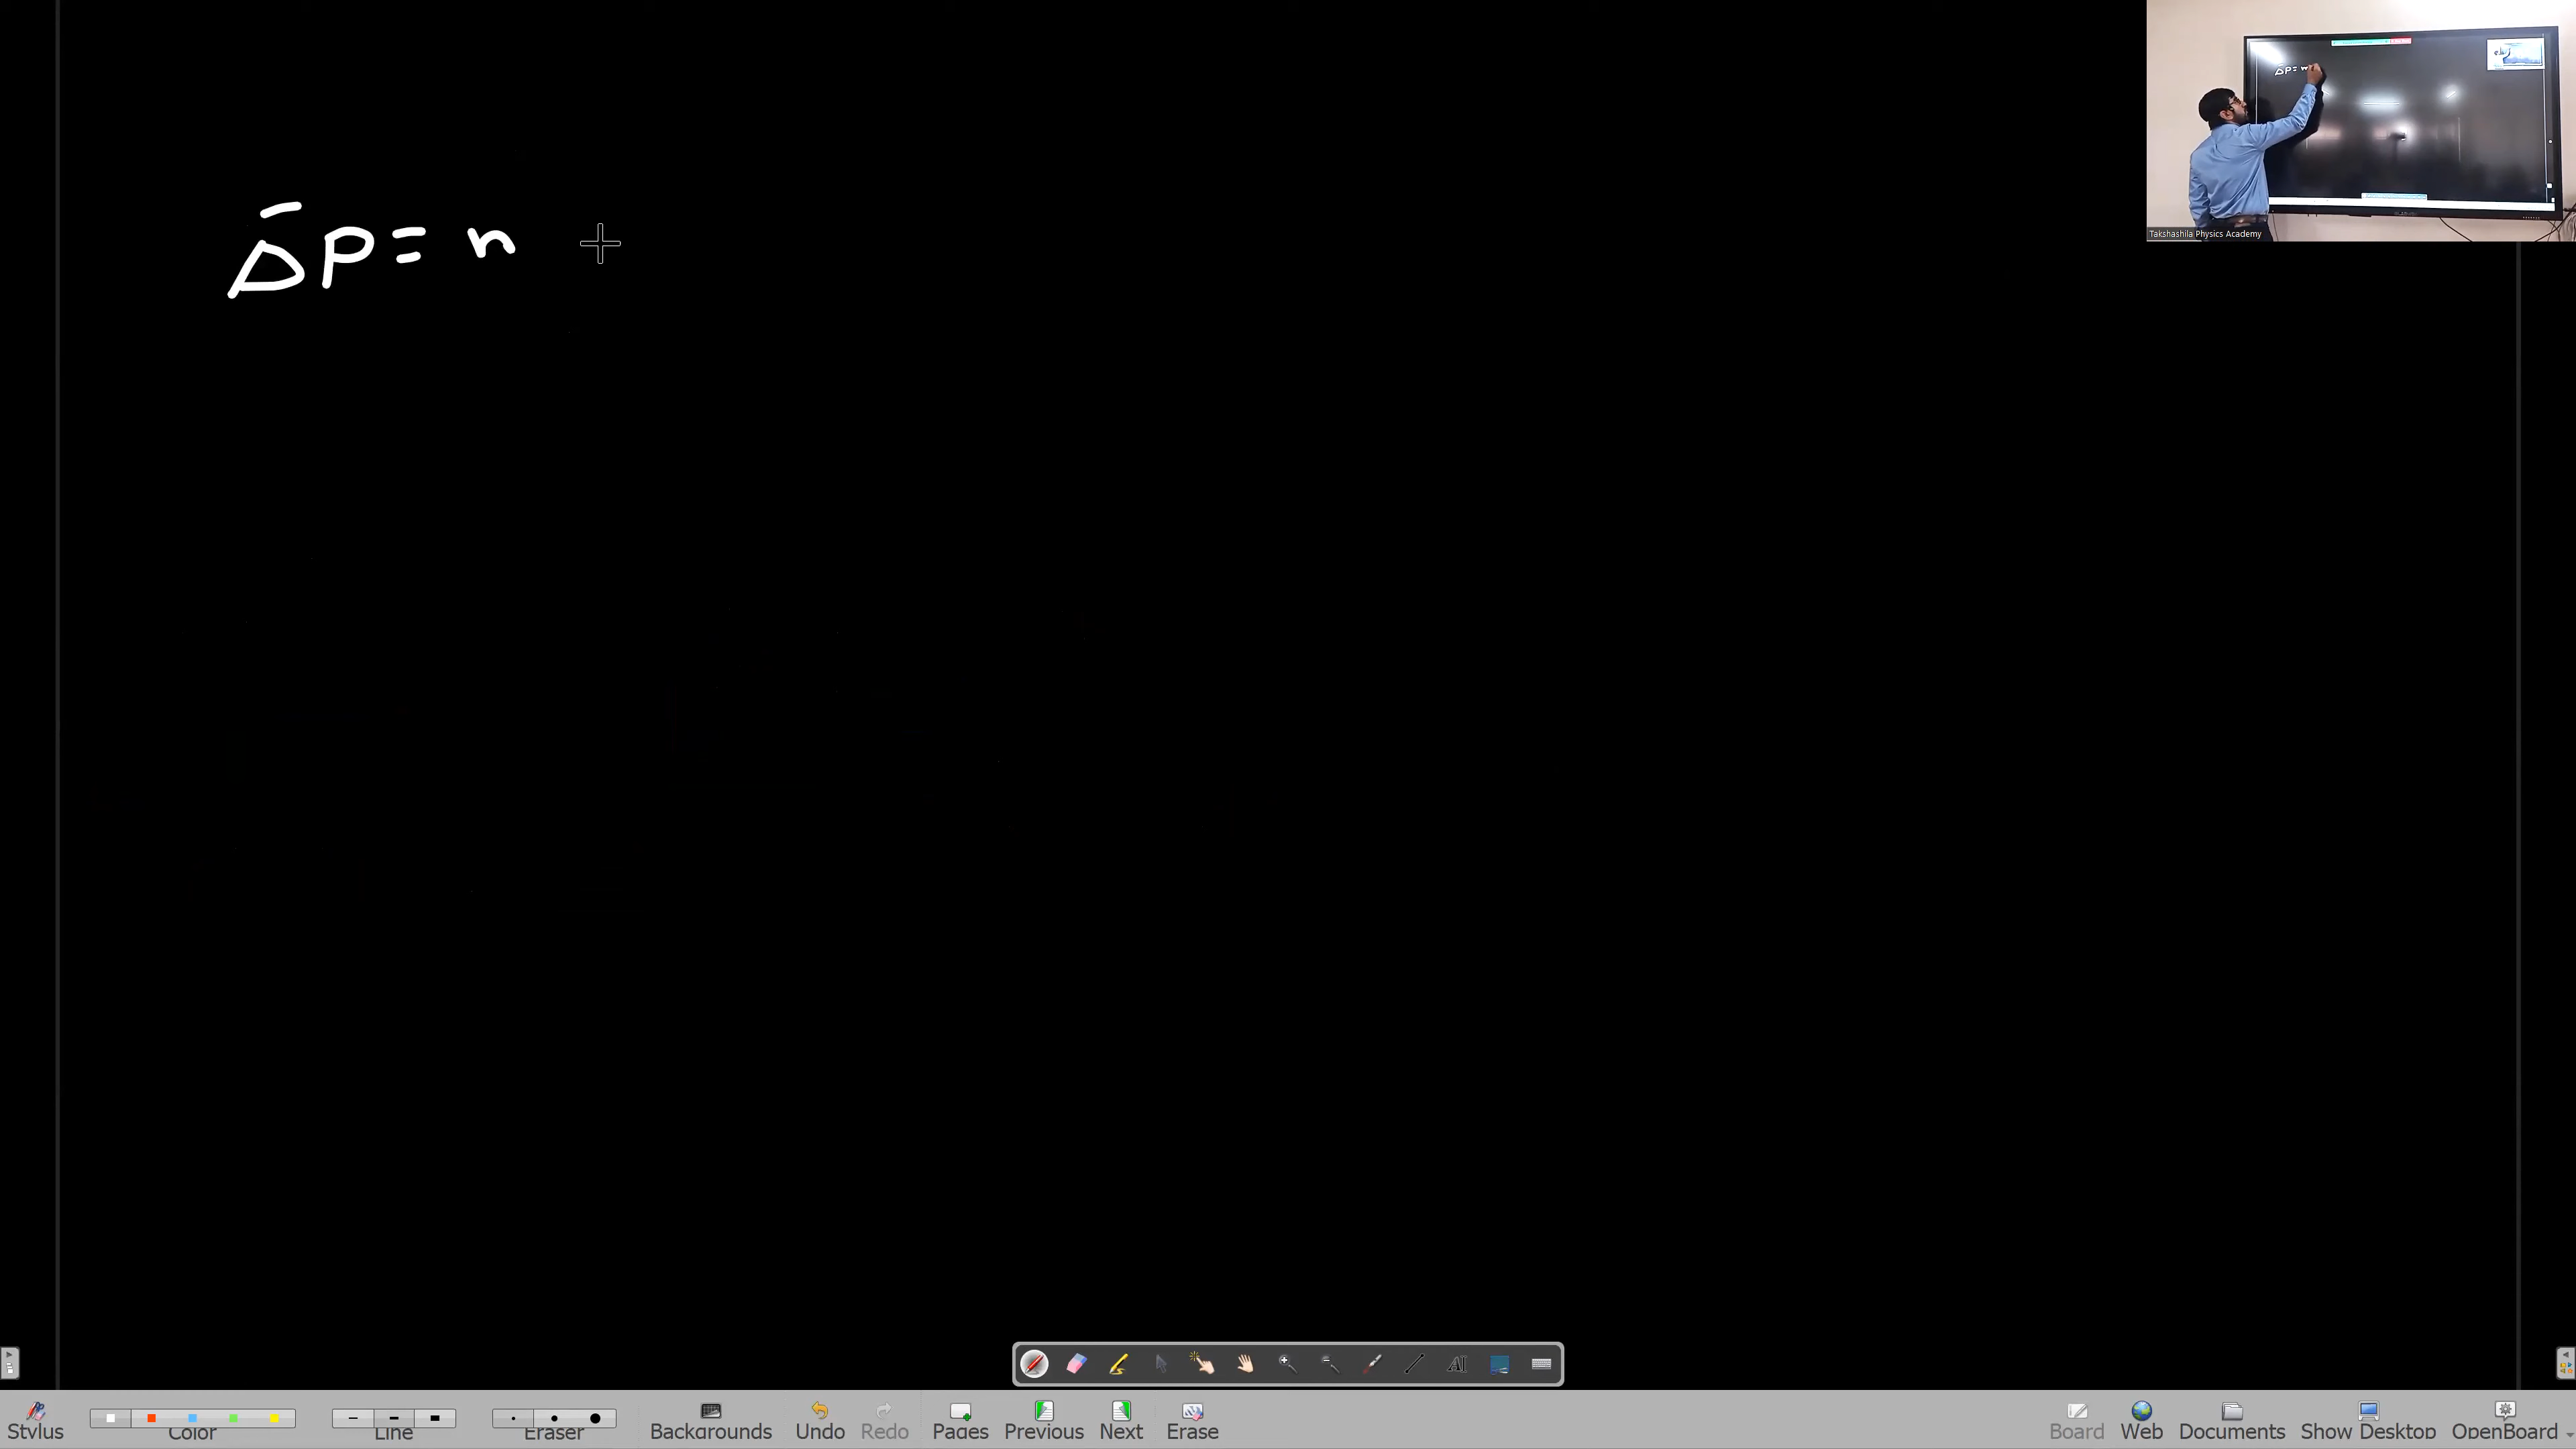 Δ̄P = n
Takshashila Physics Academy
Stylus
Color
Line
Eraser
Backgrounds
Undo
Redo
Pages
Previous
Next
Erase
Board
Web
Documents
Show Desktop
OpenBoard